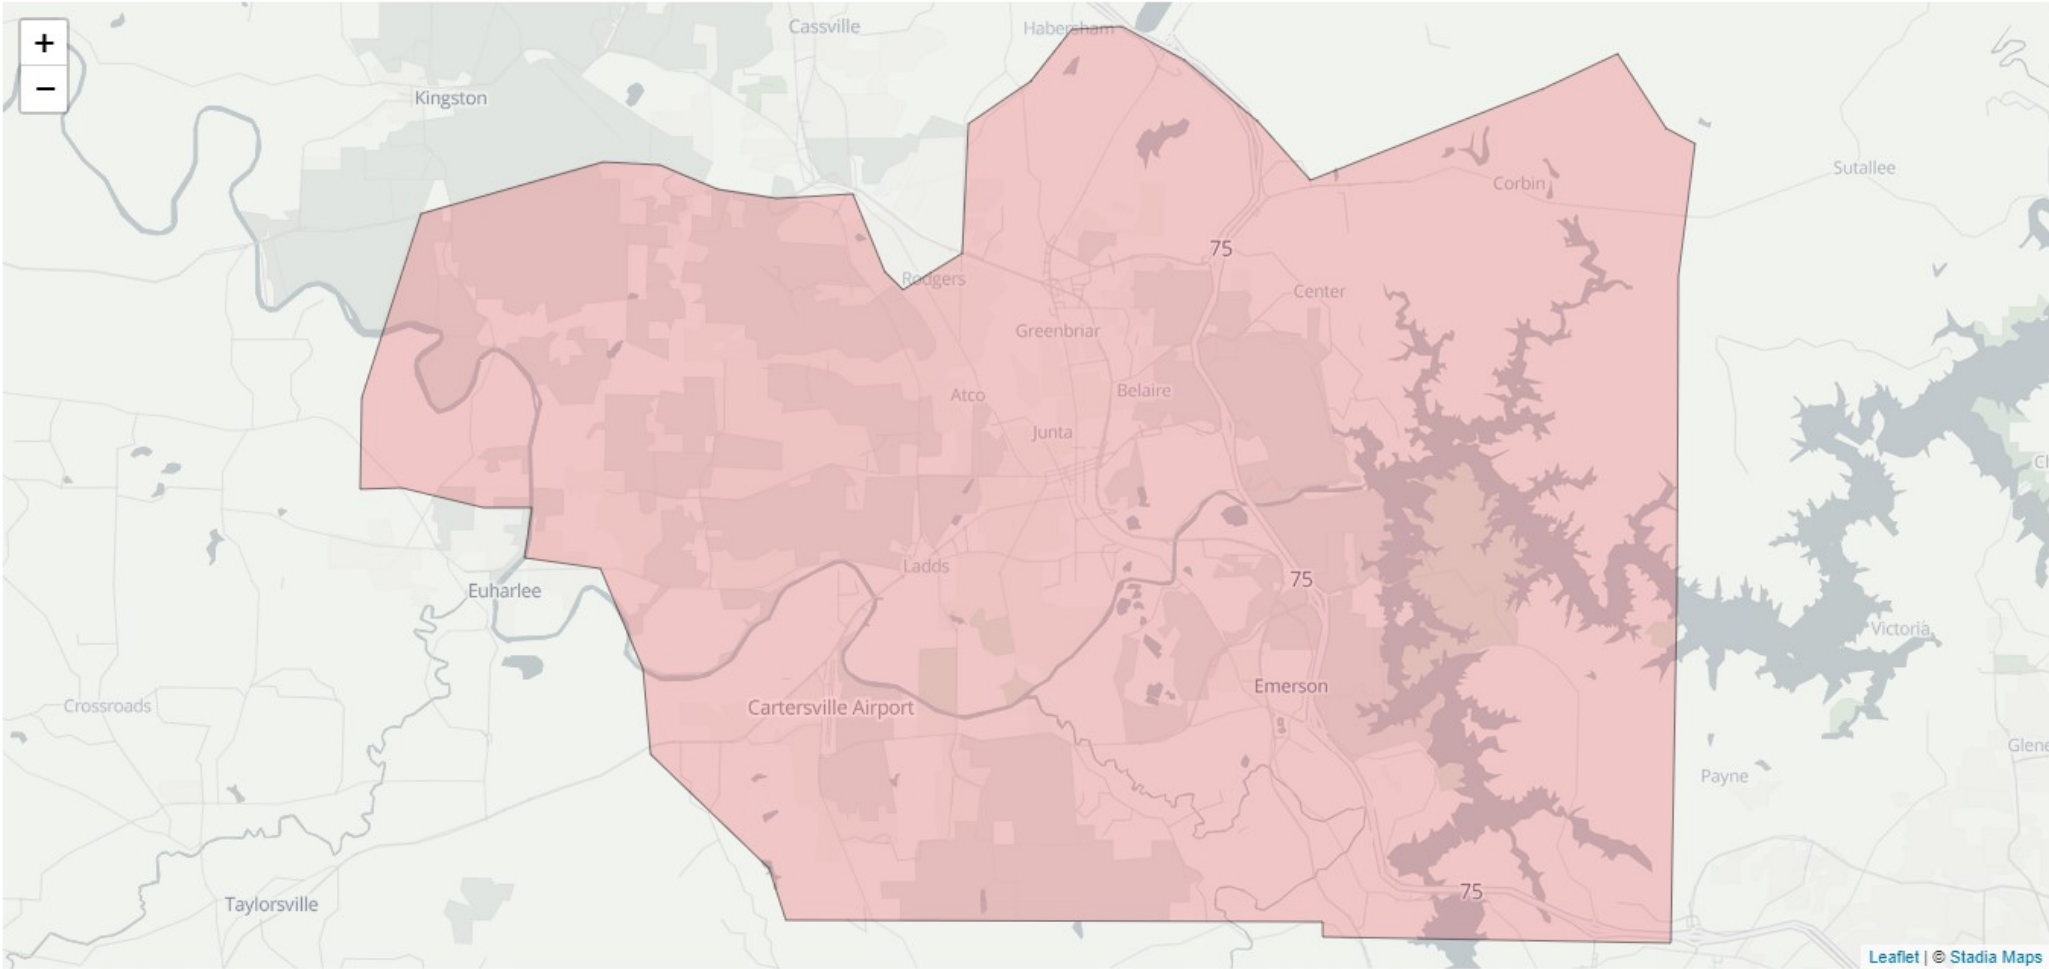 +
−
Cassville
Habersham
Kingston
Sutallee
Corbin
75
Rodgers
Center
Greenbriar
Atco
Belaire
Junta
Ladds
75
Euharlee
Victoria
Emerson
Crossroads
Cartersville Airport
Payne
75
Taylorsville
Leaflet | © Stadia Maps